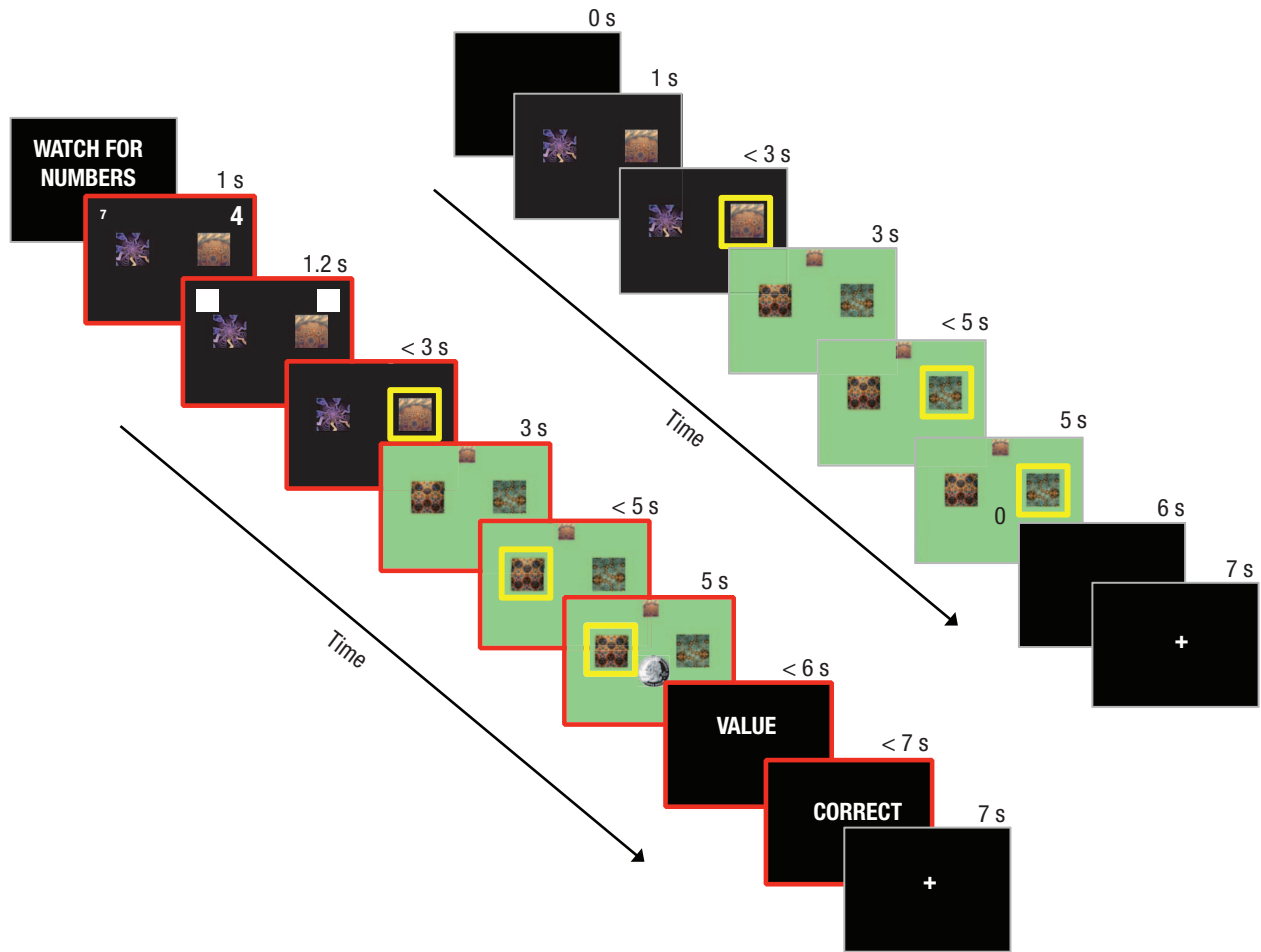 WATCH FOR
NUMBERS
1 s
7
4
1.2 s
< 3 s
3 s
< 5 s
5 s
< 6 s
VALUE
< 7 s
CORRECT
7 s
+
Time
0 s
1 s
< 3 s
3 s
< 5 s
5 s
0
6 s
7 s
+
Time